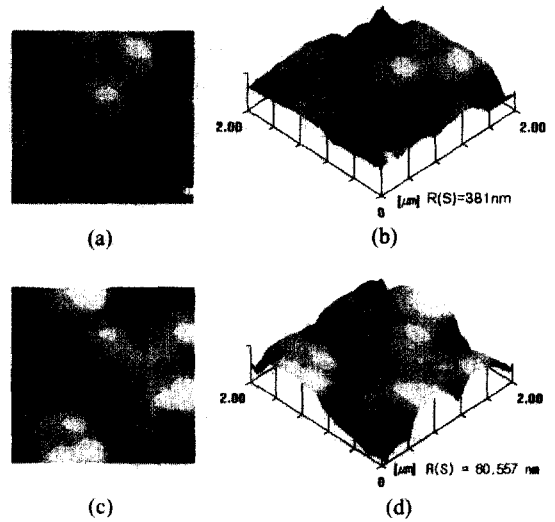 2.00
2.00
0
[μm] R(S)=381nm
(a)
(b)
2.00
2.00
0
[μm] R(S) = 80,557 nm
(c)
(d)